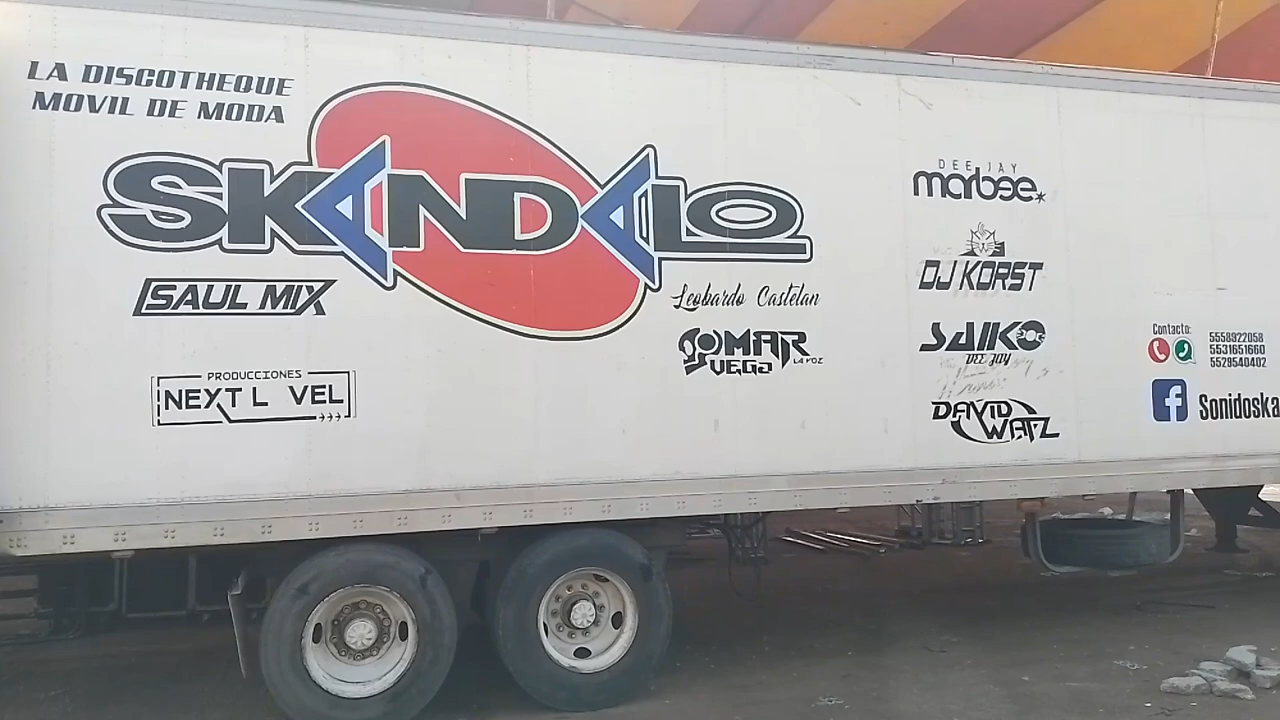 LA DISCOTHEQUE
MOVIL DE MODA
SKANDALO
SAUL MIX
PRODUCCIONES
NEXT L VEL
Leobardo Castelan
OMAR
VEGA
LA VOZ
DEE JAY
marbee
DJ KORST
SAIKO
DEE JAY
DAVID
WATZ
Contacto:
5558922058
5531651660
5529540402
Sonidoska